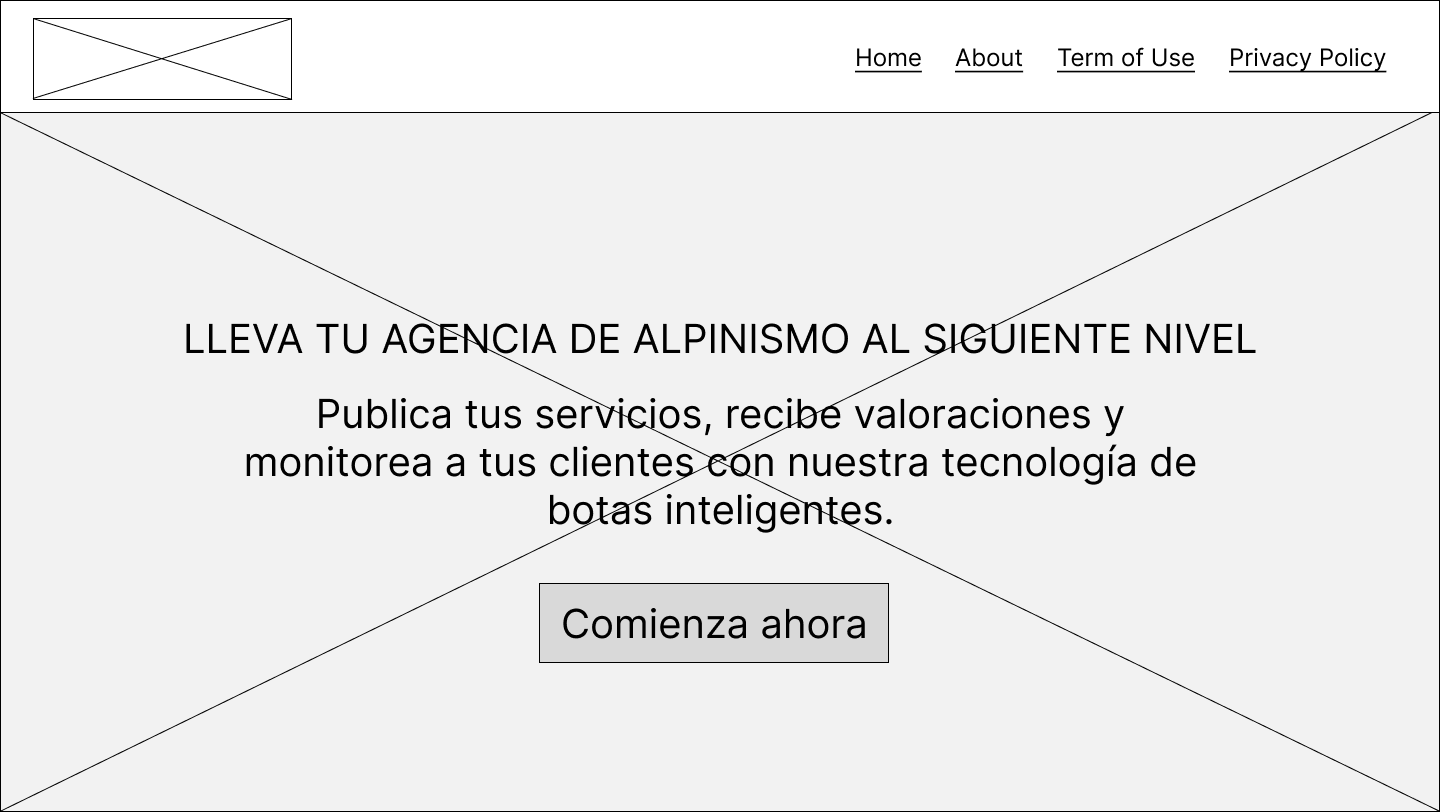 Home About Term of Use Privacy Policy
LLEVA TU AGENCIA DE ALPINISMO AL SIGUIENTE NIVEL
Publica tus servicios, recibe valoraciones y
monitorea a tus clientes con nuestra tecnología de
botas inteligentes.
Comienza ahora